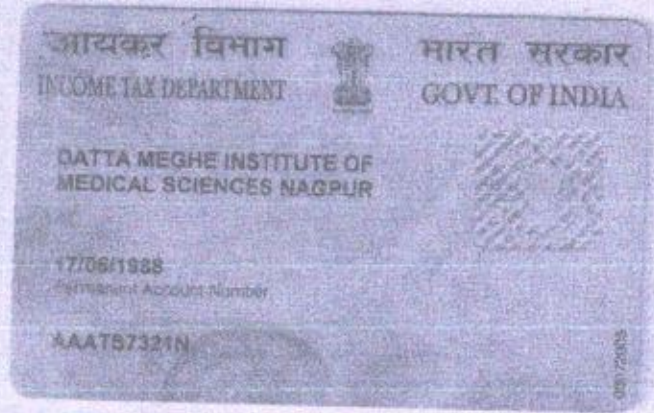 आयकर विभाग
INCOME TAX DEPARTMENT
भारत सरकार
GOVT. OF INDIA
DATTA MEGHE INSTITUTE OF
MEDICAL SCIENCES NAGPUR
17/06/1988
Permanent Account Number
AAATS7321N